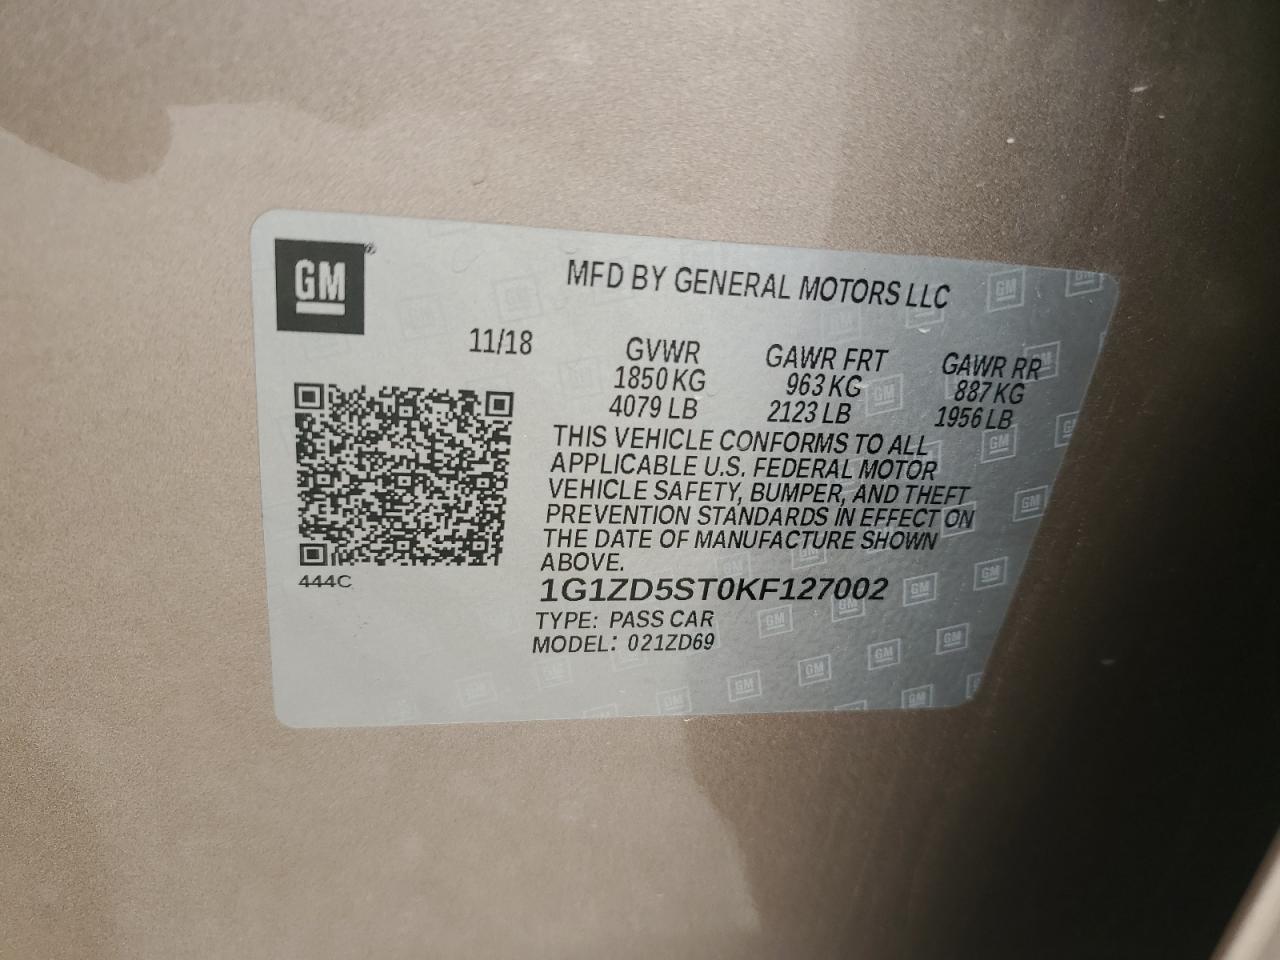 GM
MFD BY GENERAL MOTORS LLC
11/18
GVWR GAWR FRT GAWR RR
1850 KG 963 KG 887 KG
4079 LB 2123 LB 1956 LB
THIS VEHICLE CONFORMS TO ALL
APPLICABLE U.S. FEDERAL MOTOR
VEHICLE SAFETY, BUMPER, AND THEFT
PREVENTION STANDARDS IN EFFECT ON
THE DATE OF MANUFACTURE SHOWN
ABOVE.
444C
1G1ZD5ST0KF127002
TYPE: PASS CAR
MODEL: 021ZD69